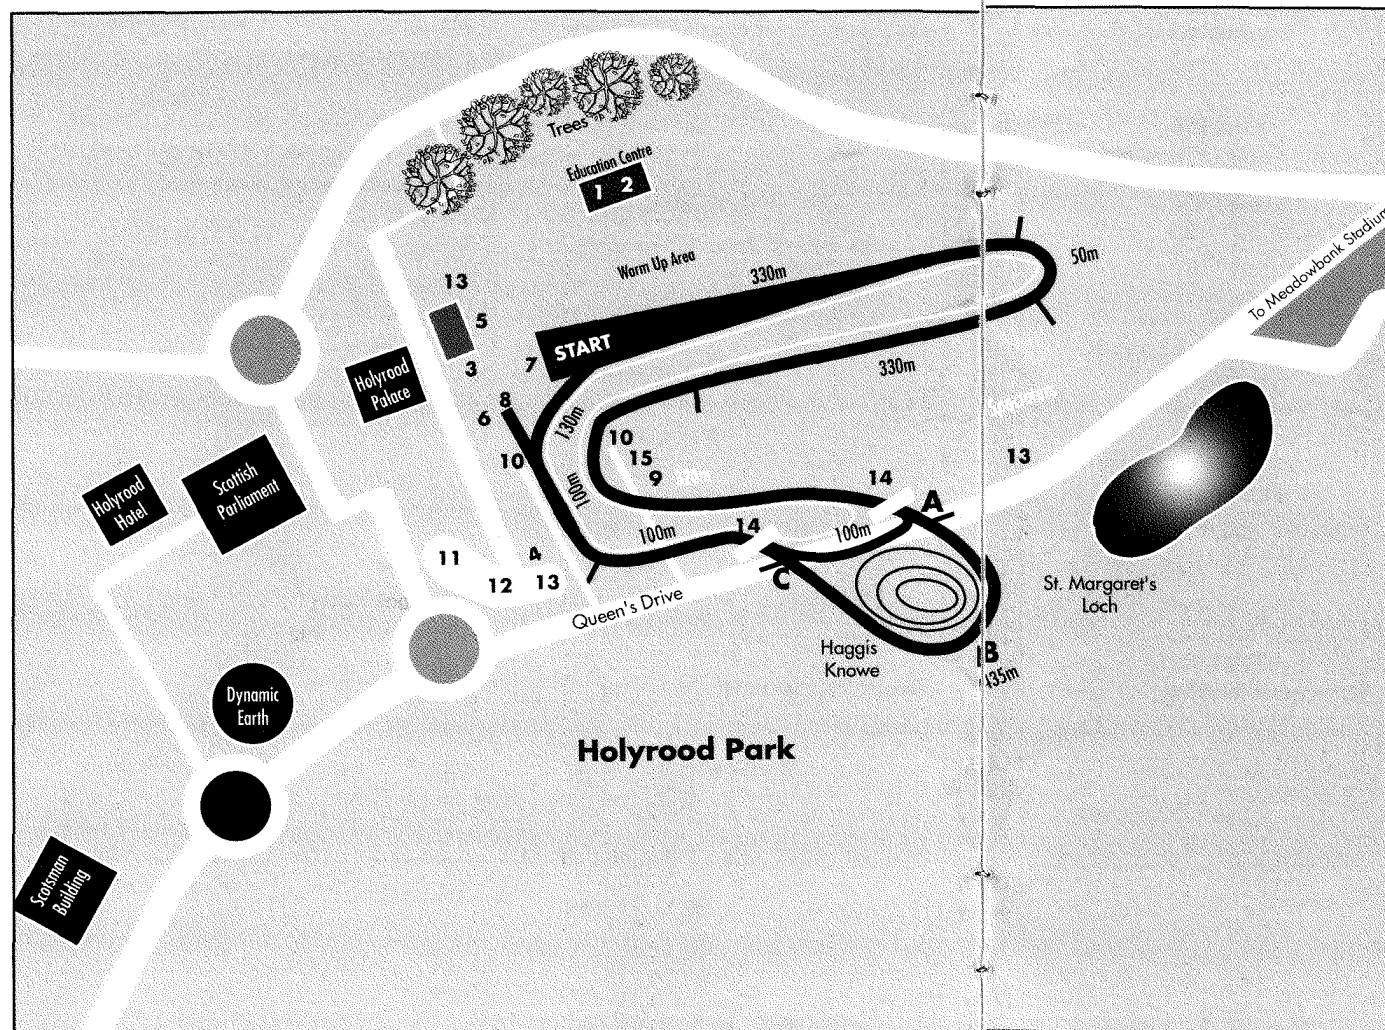 Trees
Education Centre
1 2
Warm Up Area
330m
50m
To Meadowbank Stadium
13
5
3
7
START
Holyrood
Palace
330m
8
6
130m
10
10
15
9
14
13
A
Scottish
Parliament
Holyrood
Hotel
100m
100m
14
100m
C
11
4
12
13
Queen's Drive
St. Margaret's
Loch
Haggis
Knowe
B
435m
Dynamic
Earth
Holyrood Park
Scotsman
Building